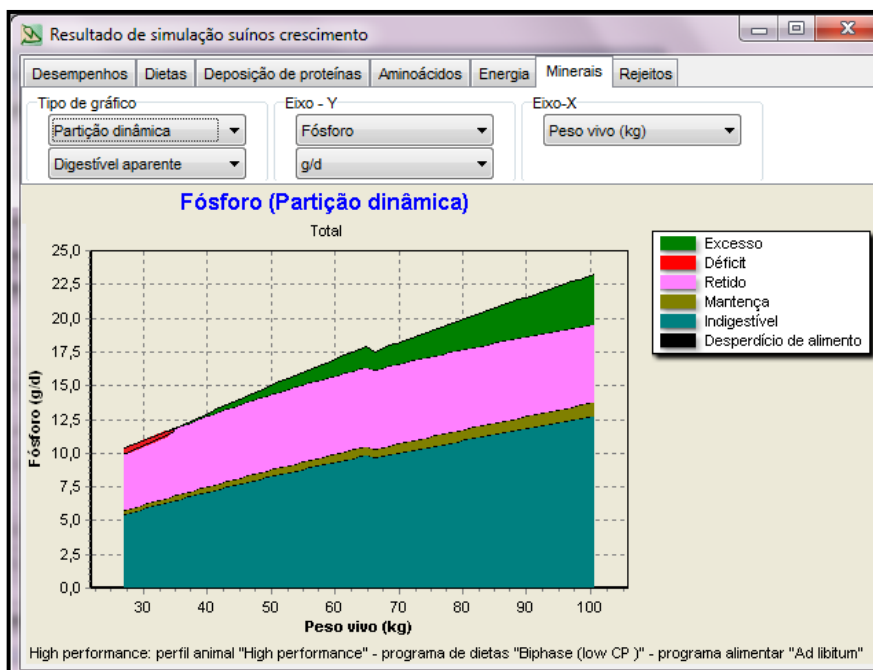 Resultado de simulação suínos crescimento
Desempenhos Dietas Deposição de proteínas Aminoácidos Energia Minerais Rejeitos
Tipo de gráfico Eixo - Y Eixo-X
Partição dinâmica Fósforo Peso vivo (kg)
Digestível aparente g/d
Fósforo (Partição dinâmica)
Total
Excesso
Déficit
Retido
Mantença
Indigestível
Desperdício de alimento
Fósforo (g/d)
25,0
22,5
20,0
17,5
15,0
12,5
10,0
7,5
5,0
2,5
0,0
30 40 50 60 70 80 90 100
Peso vivo (kg)
High performance: perfil animal "High performance" - programa de dietas "Biphase (low CP )" - programa alimentar "Ad libitum"